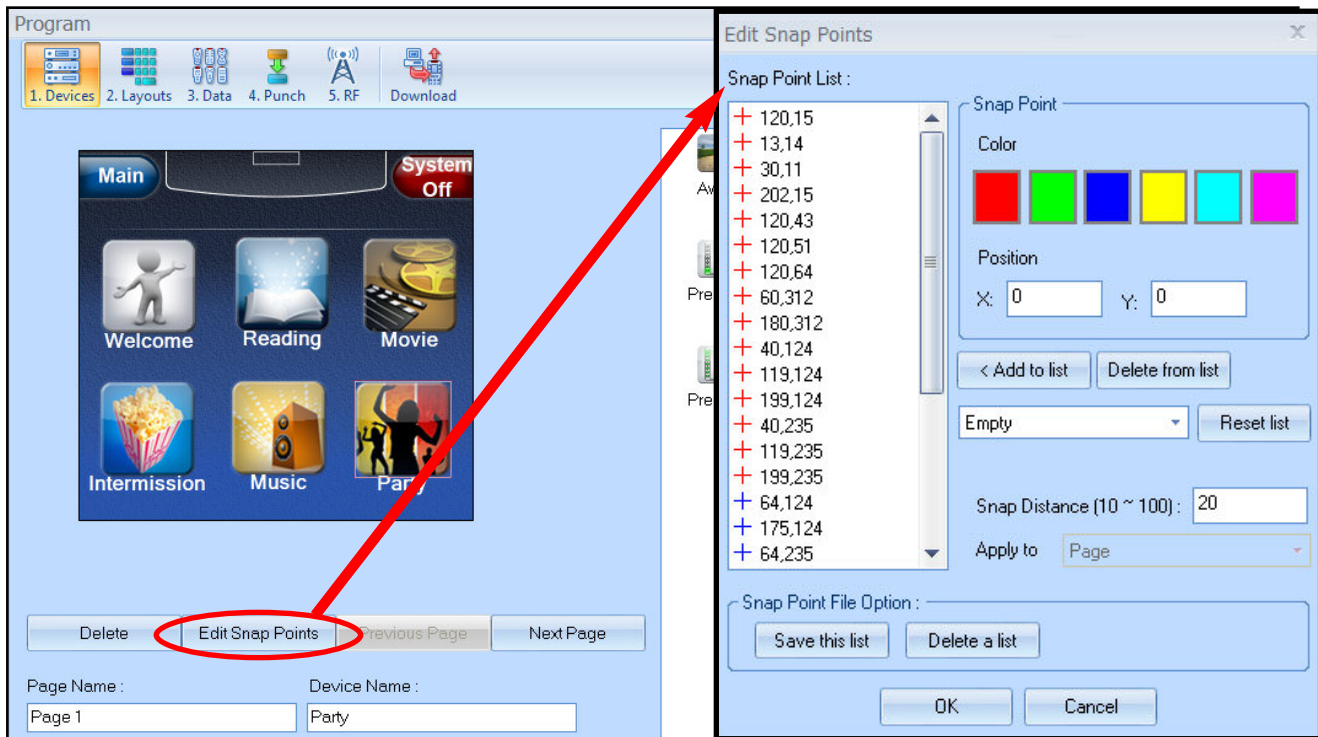 Program
1. Devices 2. Layouts 3. Data 4. Punch 5. RF Download
Main
System
Off
Welcome Reading Movie
Intermission Music Party
Pre
Pre
Delete Edit Snap Points Previous Page Next Page
Page Name : Device Name :
Page 1 Party
Edit Snap Points
Snap Point List :
120,15
13,14
30,11
202,15
120,43
120,51
120,64
60,312
180,312
40,124
119,124
199,124
40,235
119,235
199,235
64,124
175,124
64,235
Snap Point
Color
Position
X: 0 Y: 0
< Add to list Delete from list
Empty Reset list
Snap Distance (10 ~ 100) : 20
Apply to Page
Snap Point File Option :
Save this list Delete a list
OK Cancel